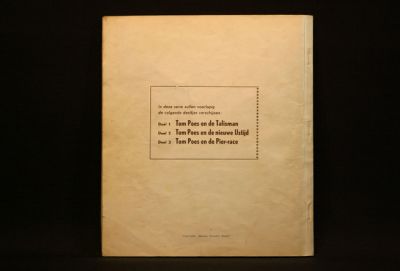 In deze serie zullen voorlopig
de volgende deeltjes verschijnen
Deel 1 Tom Poes en de Talisman
Deel 2 Tom Poes en de nieuwe IJstijd
Deel 3 Tom Poes en de Pier-race
Copyright